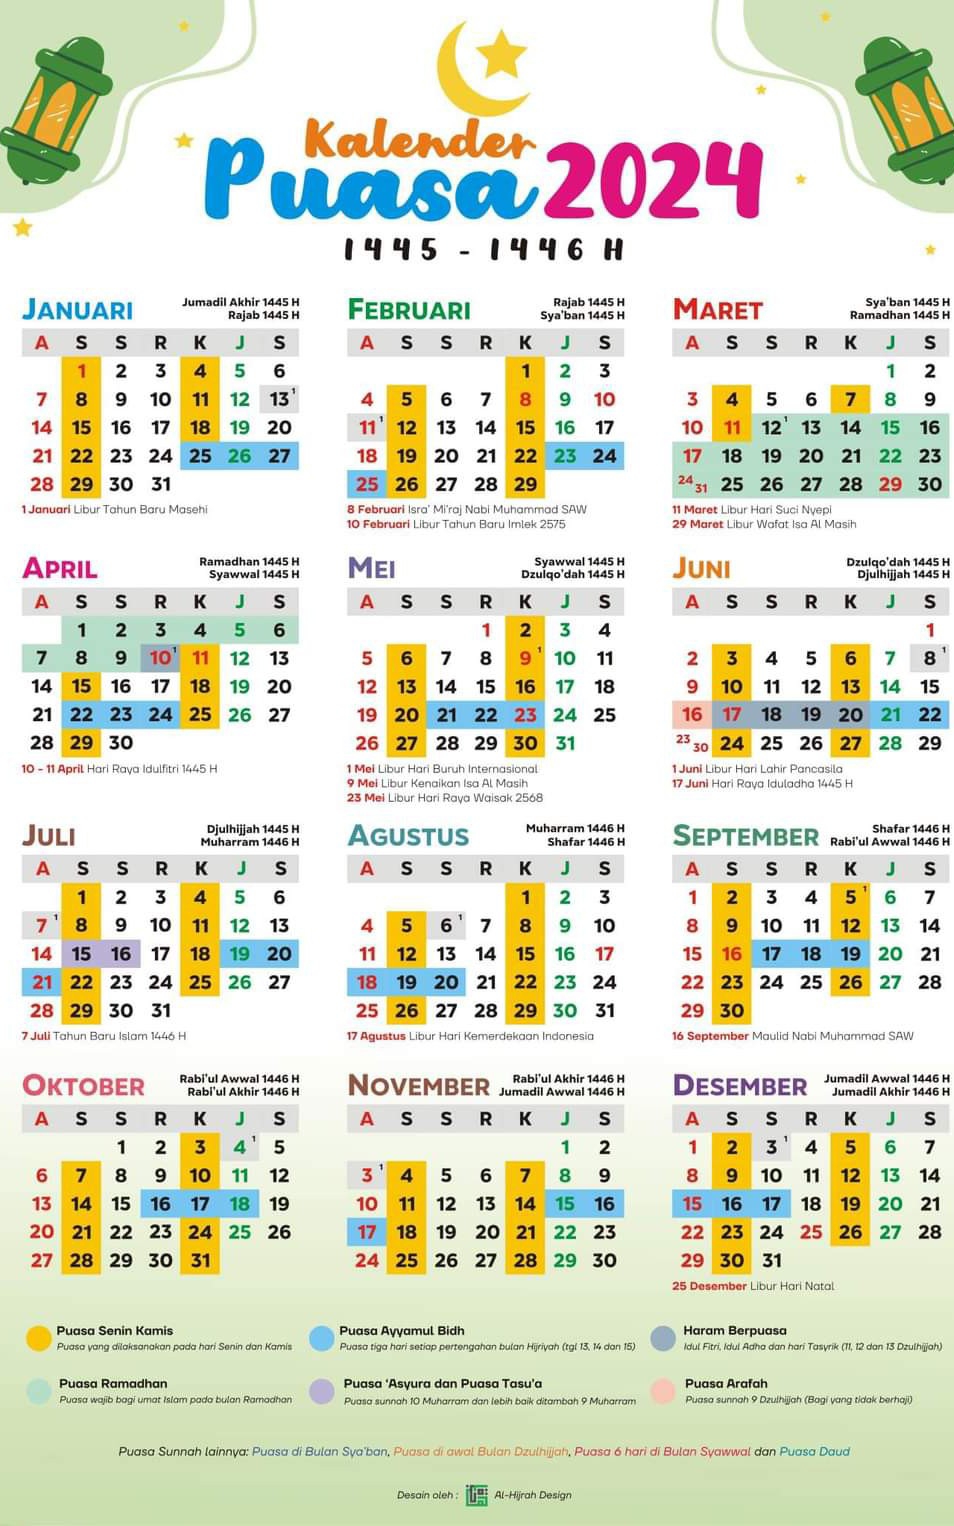 Kalender
Puasa 2024
1445 - 1446 H
JANUARI
Jumadil Akhir 1445 H
Rajab 1445 H
A S S R K J S
1 2 3 4 5 6
7 8 9 10 11 12 13 1
14 15 16 17 18 19 20
21 22 23 24 25 26 27
28 29 30 31
1 Januari Libur Tahun Baru Masehi
FEBRUARI
Rajab 1445 H
Sya'ban 1445 H
A S S R K J S
1 2 3
4 5 6 7 8 9 10
11 1 12 13 14 15 16 17
18 19 20 21 22 23 24
25 26 27 28 29
8 Februari Isra' Mi'raj Nabi Muhammad SAW
10 Februari Libur Tahun Baru Imlek 2575
MARET
Sya'ban 1445 H
Ramadhan 1445 H
A S S R K J S
1 2
3 4 5 6 7 8 9
10 11 12 1 13 14 15 16
17 18 19 20 21 22 23
24 31 25 26 27 28 29 30
11 Maret Libur Hari Suci Nyepi
29 Maret Libur Wafat Isa Al Masih
APRIL
Ramadhan 1445 H
Syawwal 1445 H
A S S R K J S
1 2 3 4 5 6
7 8 9 10 1 11 12 13
14 15 16 17 18 19 20
21 22 23 24 25 26 27
28 29 30
10 - 11 April Hari Raya Idulfitri 1445 H
MEI
Syawwal 1445 H
Dzulqo'dah 1445 H
A S S R K J S
1 2 3 4
5 6 7 8 9 1 10 11
12 13 14 15 16 17 18
19 20 21 22 23 24 25
26 27 28 29 30 31
1 Mei Libur Hari Buruh Internasional
9 Mei Libur Kenaikan Isa Al Masih
23 Mei Libur Hari Raya Waisak 2568
JUNI
Dzulqo'dah 1445 H
Djulhijjah 1445 H
A S S R K J S
1
2 3 4 5 6 7 8 1
9 10 11 12 13 14 15
16 17 18 19 20 21 22
23 30 24 25 26 27 28 29
1 Juni Libur Hari Lahir Pancasila
17 Juni Hari Raya Iduladha 1445 H
JULI
Djulhijjah 1445 H
Muharram 1446 H
A S S R K J S
1 2 3 4 5 6
7 1 8 9 10 11 12 13
14 15 16 17 18 19 20
21 22 23 24 25 26 27
28 29 30 31
7 Juli Tahun Baru Islam 1446 H
AGUSTUS
Muharram 1446 H
Shafar 1446 H
A S S R K J S
1 2 3
4 5 6 1 7 8 9 10
11 12 13 14 15 16 17
18 19 20 21 22 23 24
25 26 27 28 29 30 31
17 Agustus Libur Hari Kemerdekaan Indonesia
SEPTEMBER
Shafar 1446 H
Rabi'ul Awwal 1446 H
A S S R K J S
1 2 3 4 5 1 6 7
8 9 10 11 12 13 14
15 16 17 18 19 20 21
22 23 24 25 26 27 28
29 30
16 September Maulid Nabi Muhammad SAW
OKTOBER
Rabi'ul Awwal 1446 H
Rabi'ul Akhir 1446 H
A S S R K J S
1 2 3 4 1 5
6 7 8 9 10 11 12
13 14 15 16 17 18 19
20 21 22 23 24 25 26
27 28 29 30 31
NOVEMBER
Rabi'ul Akhir 1446 H
Jumadil Awwal 1446 H
A S S R K J S
1 2
3 1 4 5 6 7 8 9
10 11 12 13 14 15 16
17 18 19 20 21 22 23
24 25 26 27 28 29 30
DESEMBER
Jumadil Awwal 1446 H
Jumadil Akhir 1446 H
A S S R K J S
1 2 3 1 4 5 6 7
8 9 10 11 12 13 14
15 16 17 18 19 20 21
22 23 24 25 26 27 28
29 30 31
25 Desember Libur Hari Natal
Puasa Senin Kamis
Puasa yang dilaksanakan pada hari Senin dan Kamis
Puasa Ayyamul Bidh
Puasa tiga hari setiap pertengahan bulan Hijriyah (tgl 13, 14 dan 15)
Haram Berpuasa
Idul Fitri, Idul Adha dan hari Tasyrik (11, 12 dan 13 Dzulhijjah)
Puasa Ramadhan
Puasa wajib bagi umat Islam pada bulan Ramadhan
Puasa 'Asyura dan Puasa Tasu'a
Puasa sunnah 10 Muharram dan lebih baik ditambah 9 Muharram
Puasa Arafah
Puasa sunnah 9 Dzulhijjah (Bagi yang tidak berhaji)
Puasa Sunnah lainnya: Puasa di Bulan Sya'ban, Puasa di awal Bulan Dzulhijjah, Puasa 6 hari di Bulan Syawwal dan Puasa Daud
Desain oleh : Al-Hijrah Design